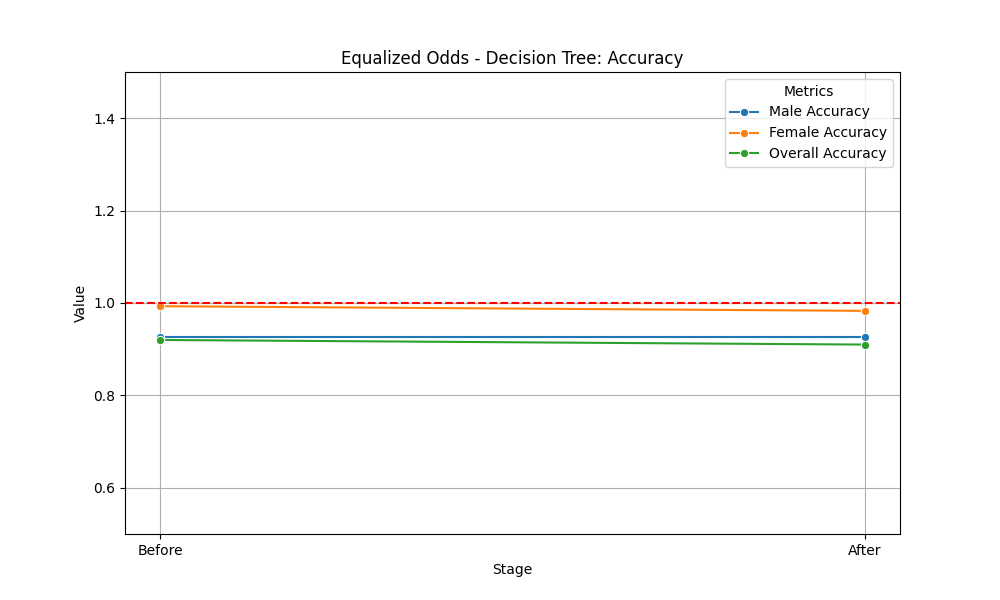 Equalized Odds - Decision Tree: Accuracy
Metrics
Male Accuracy
Female Accuracy
Overall Accuracy
1.4
1.2
1.0
0.8
0.6
Value
Before
After
Stage